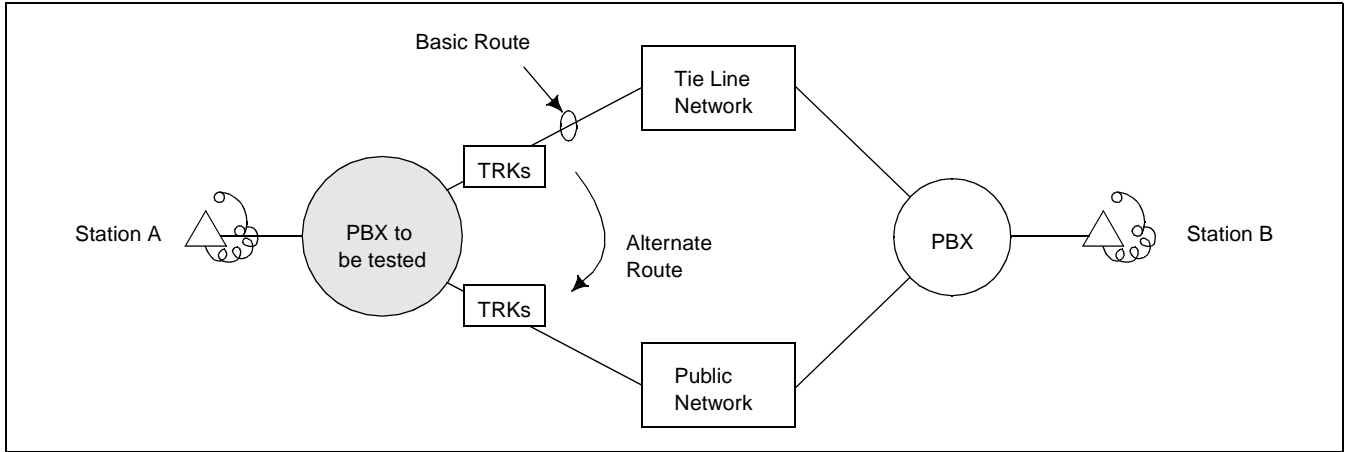 Basic Route
Tie Line
Network
TRKs
Station A
PBX to
be tested
Alternate
Route
PBX
Station B
TRKs
Public
Network